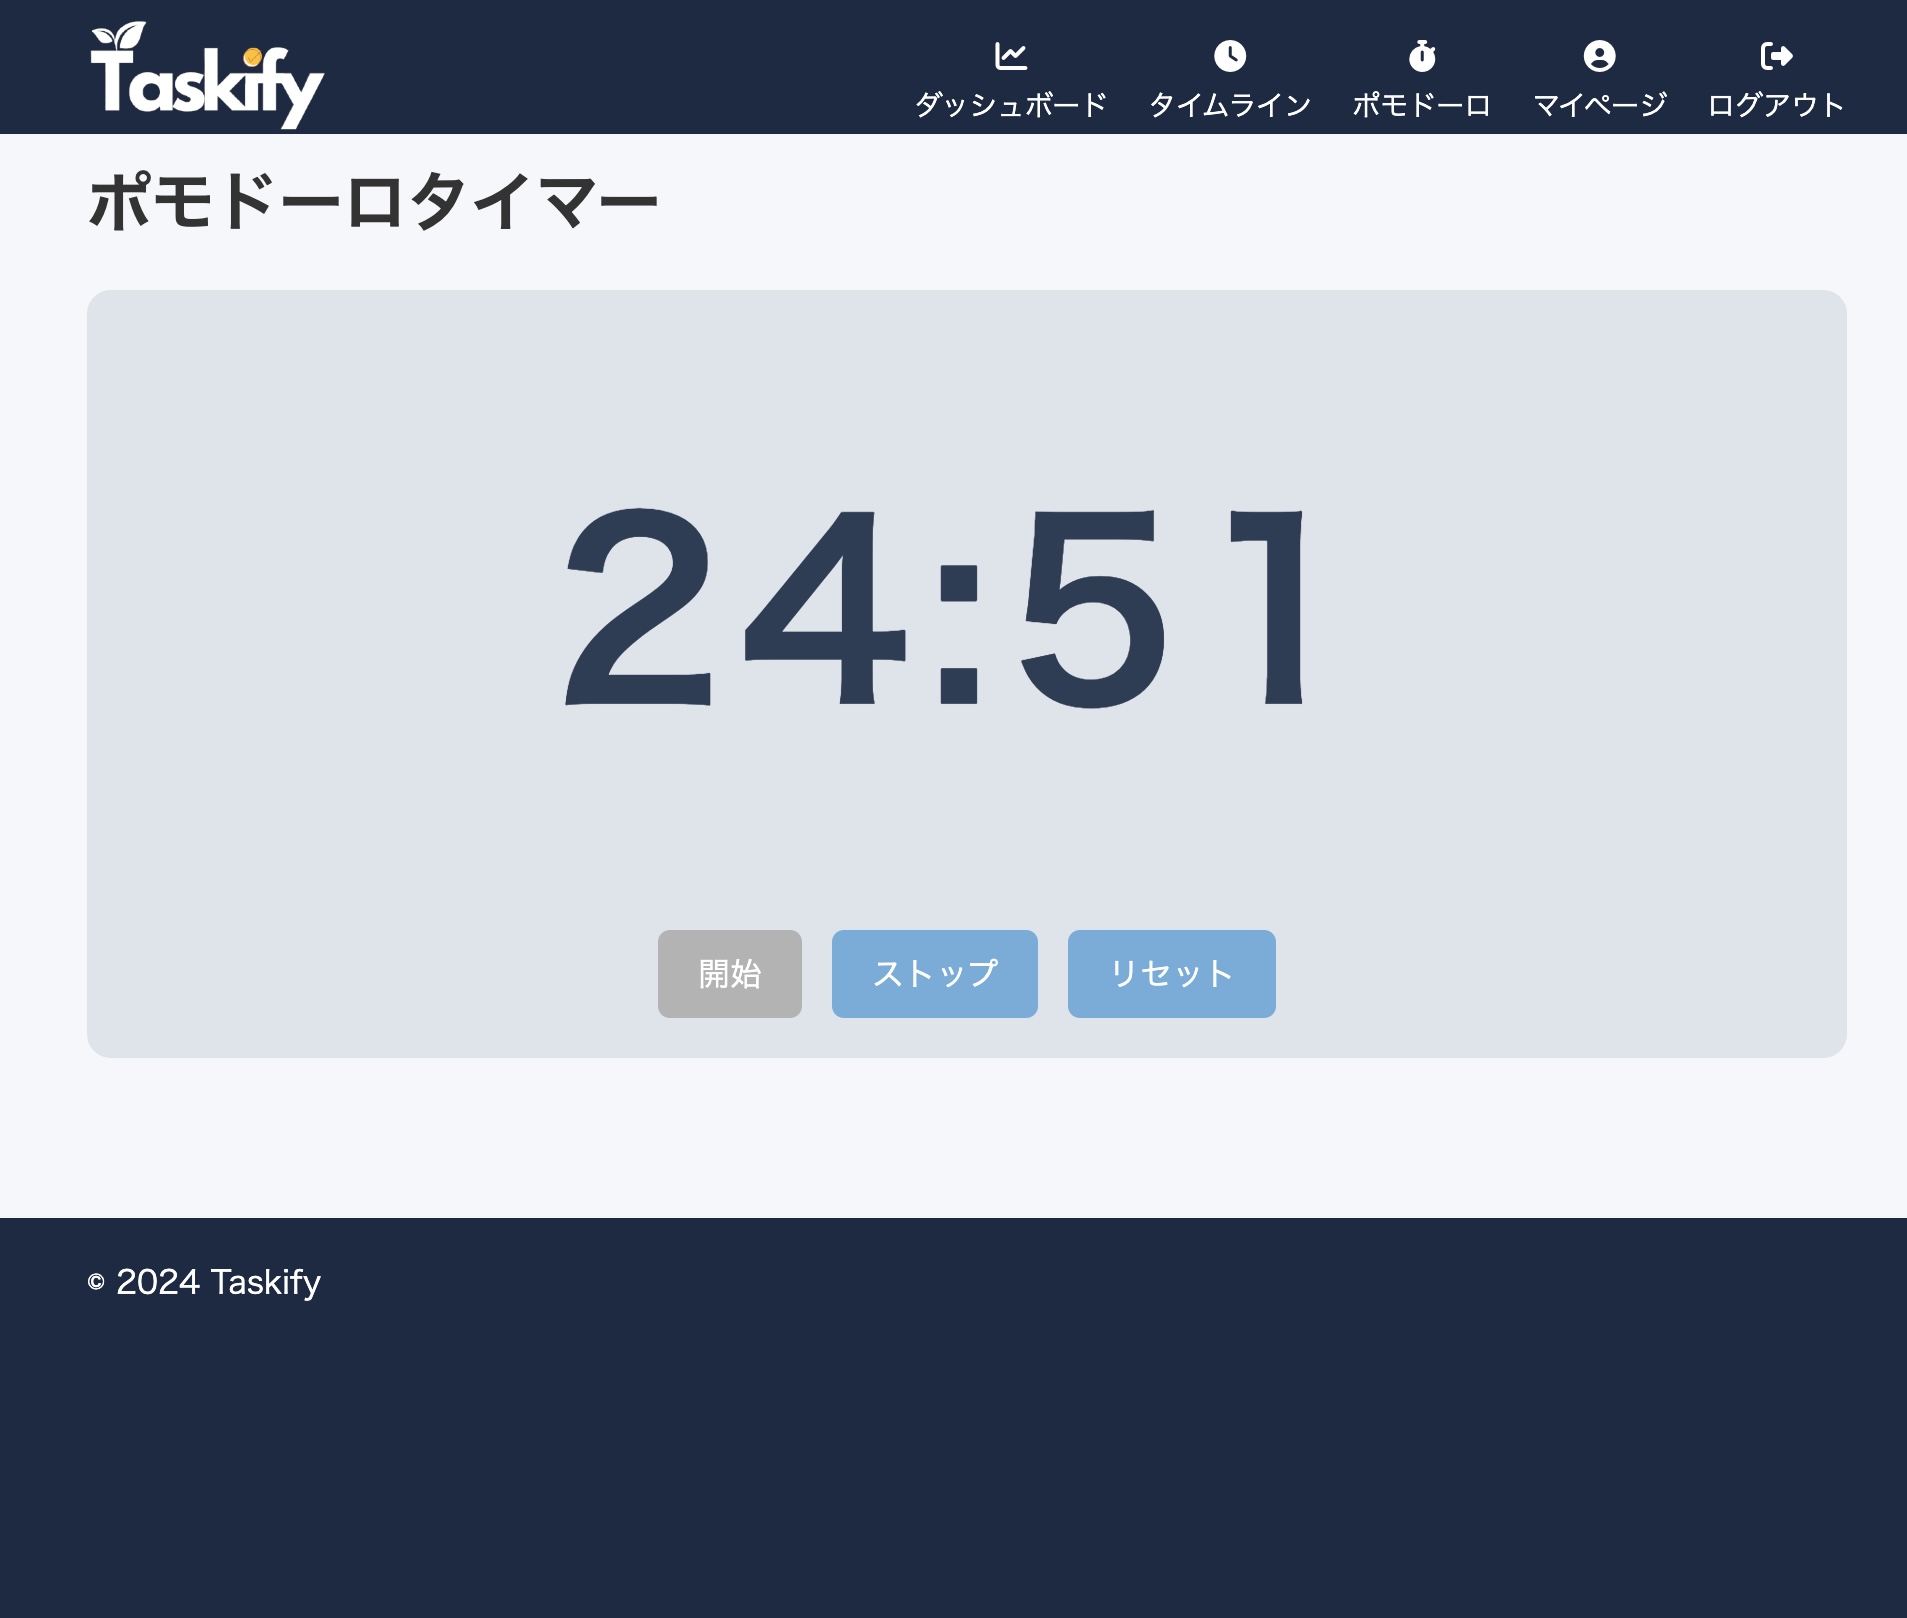 Taskify
ダッシュボード
タイムライン
ポモドーロ
マイページ
ログアウト
ポモドーロタイマー
24:51
開始
ストップ
リセット
© 2024 Taskify